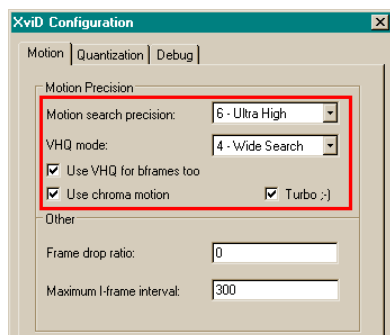 XviD Configuration
Motion Quantization Debug
Motion Precision
Motion search precision: 6 - Ultra High
VHQ mode: 4 - Wide Search
Use VHQ for bframes too
Use chroma motion Turbo ;-)
Other
Frame drop ratio: 0
Maximum I-frame interval: 300